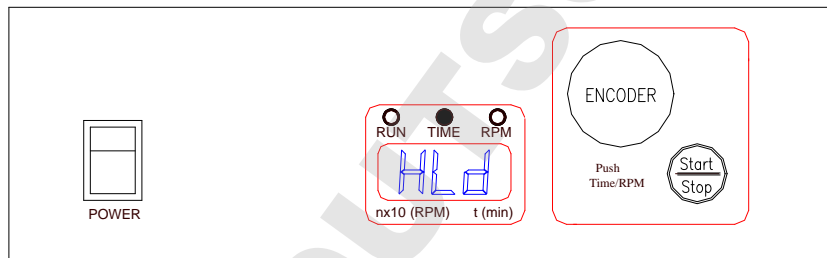 ENCODER
RUN TIME RPM
HLd
Push
Time/RPM
Start
Stop
POWER
nx10 (RPM) t (min)